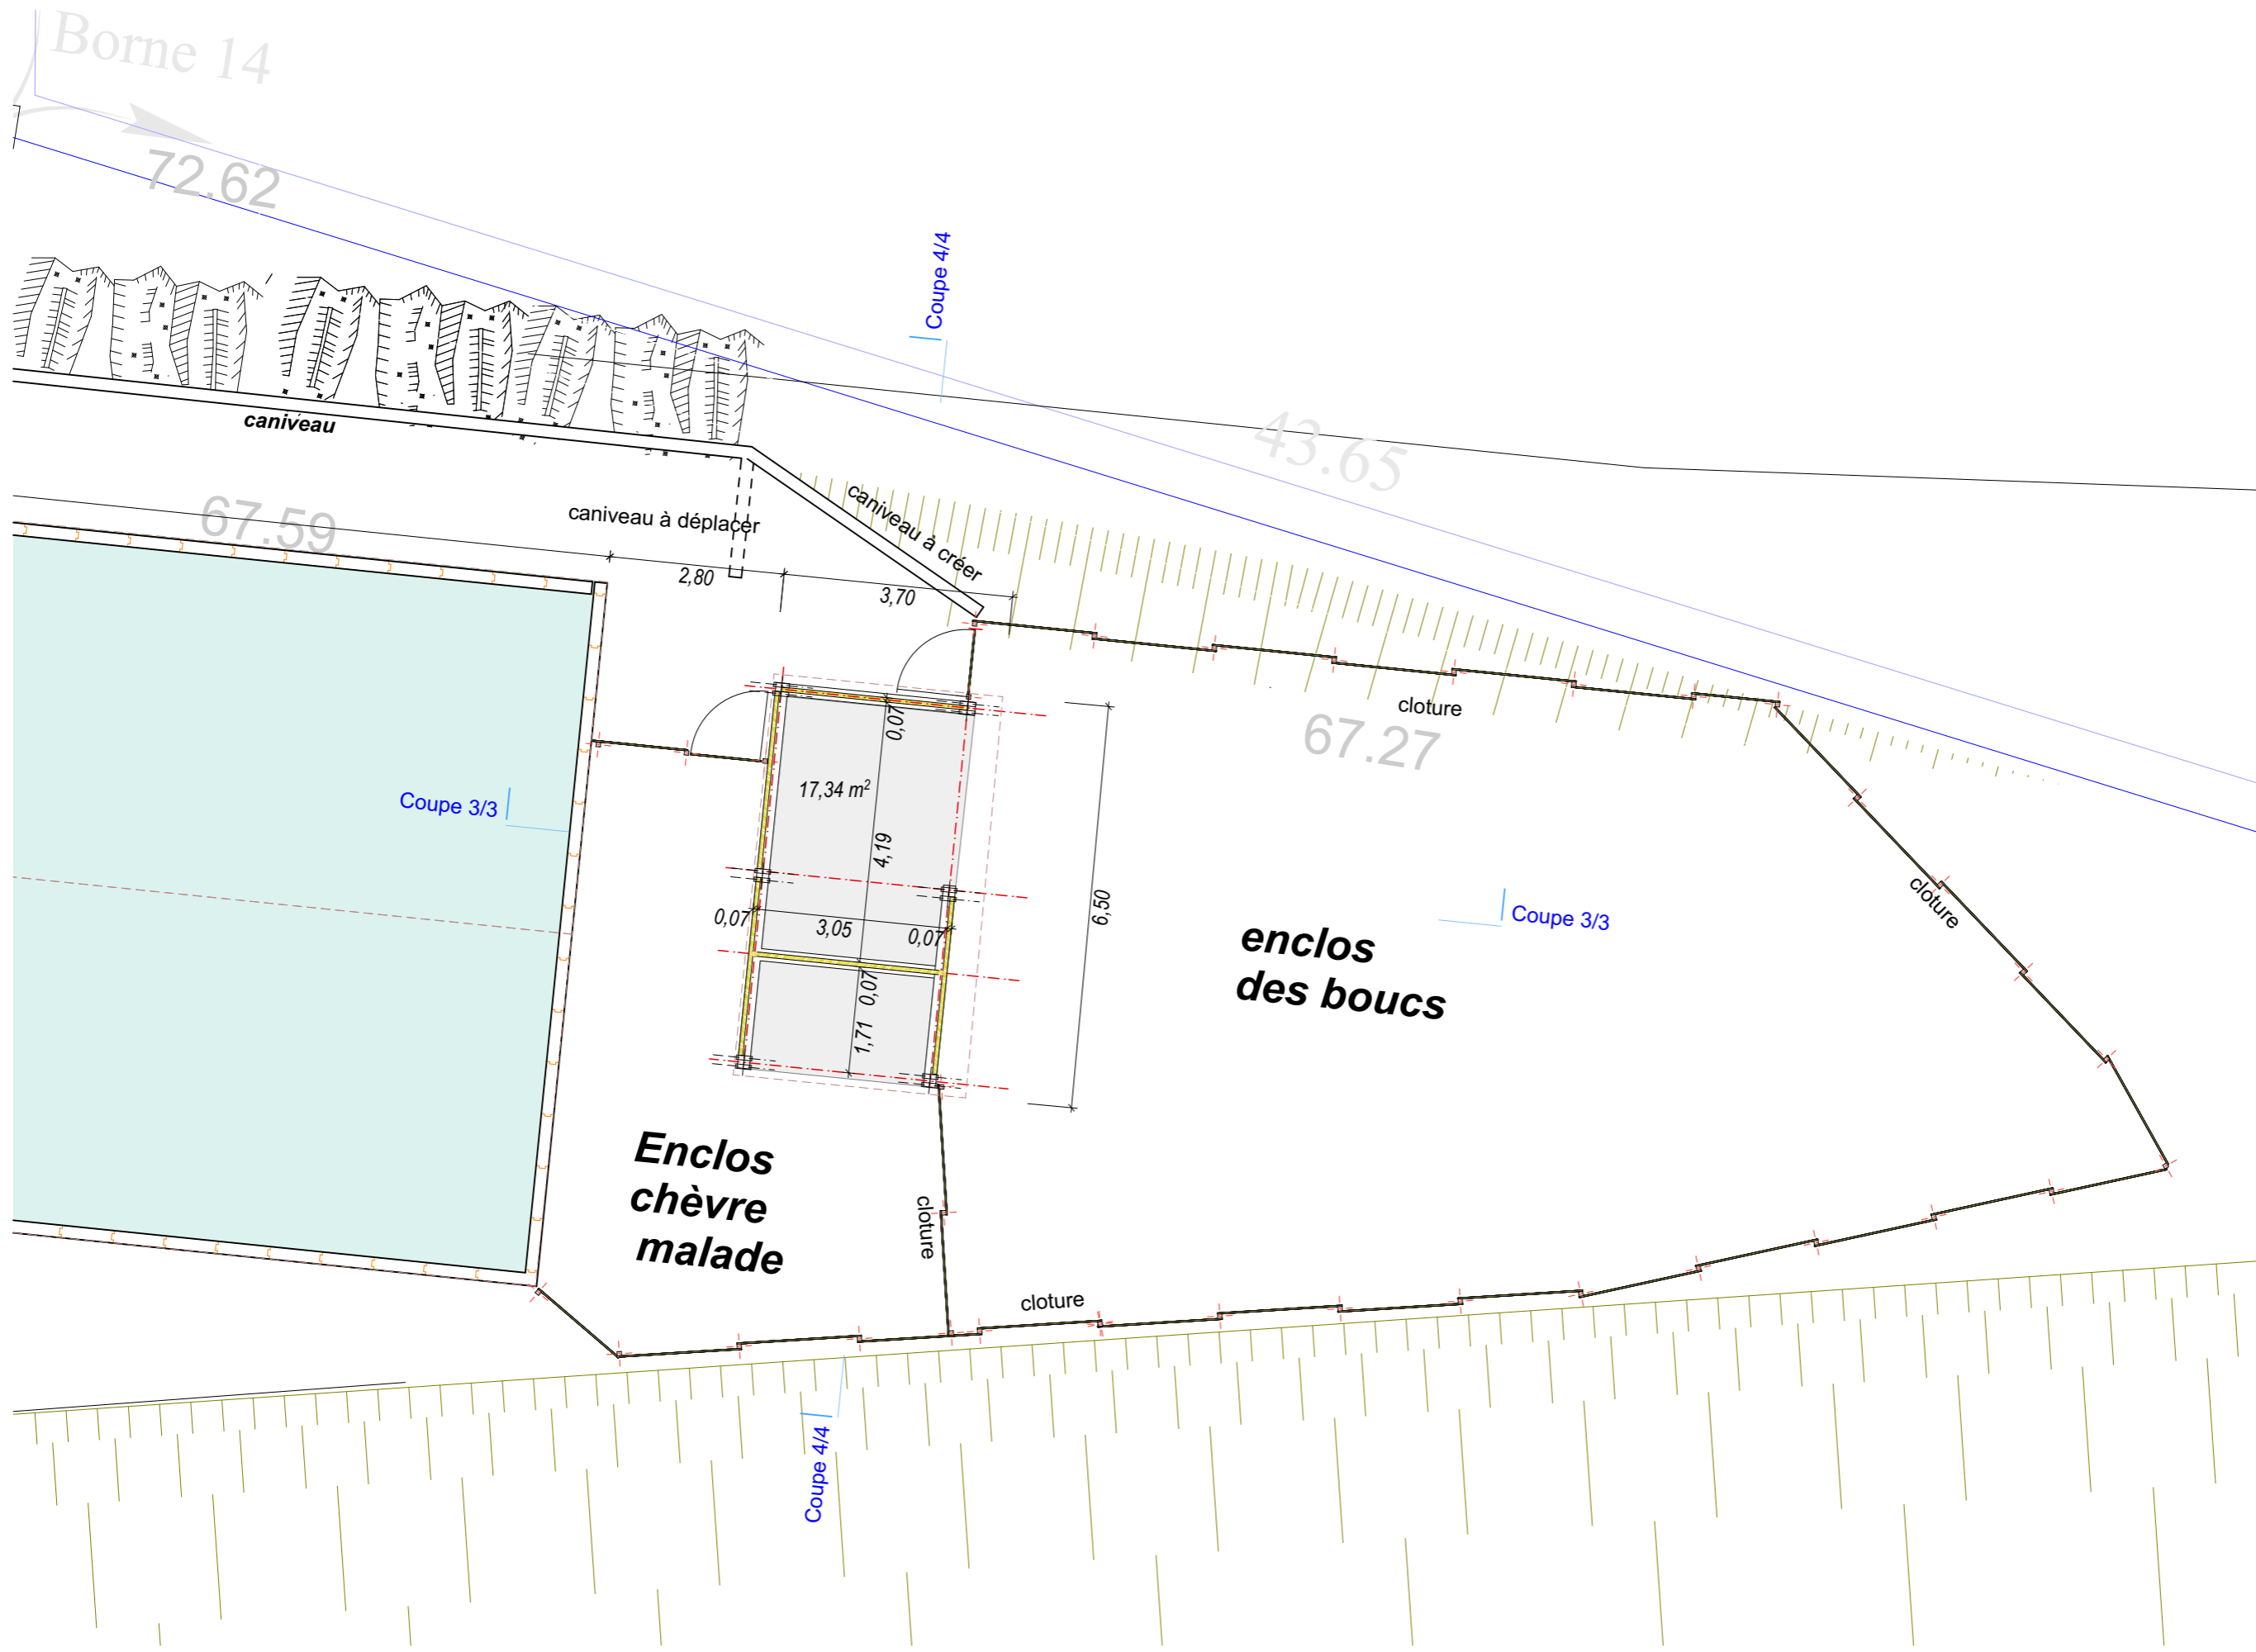 Borne 14
72.62
Coupe 4/4
43.65
caniveau
67.59
caniveau à déplacer
caniveau à créer
2,80
3,70
cloture
67.27
0,07
17,34 m²
Coupe 3/3
4,19
6,50
0,07
3,05
0,07
cloture
Coupe 3/3
enclos
des boucs
0,07
1,71
Enclos
chèvre
malade
cloture
cloture
Coupe 4/4